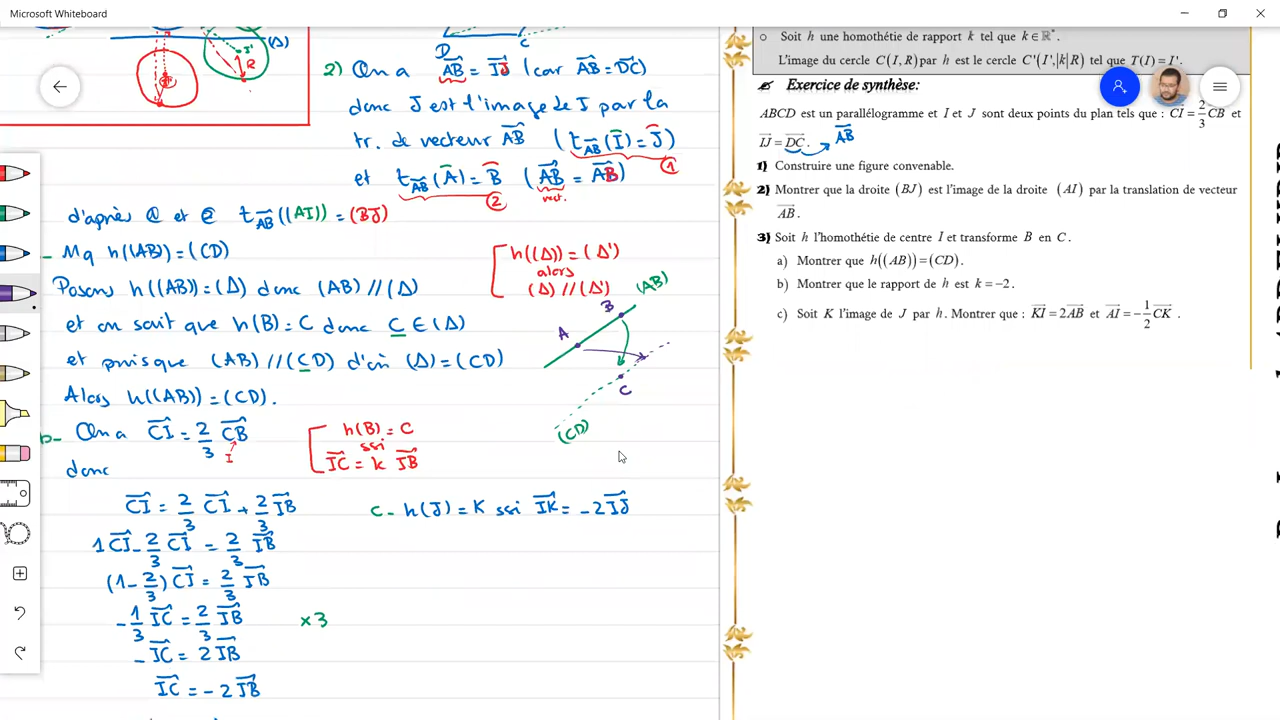 Microsoft Whiteboard
(Δ)
I'
R
D
C
2) On a AB = IJ (car AB = DC)
donc J est l'image de I par la
tr. de vecteur AB (t_AB(I) = J)
1
et t_AB(A) = B (AB = AB)
2
vect.
d'après ① et ② t_AB((AI)) = (BJ)
Mq h((AB)) = (CD)
Posons h((AB)) = (Δ) donc (AB) // (Δ)
et on sait que h(B) = C donc C ∈ (Δ)
et puisque (AB) // (CD) d'où (Δ) = (CD)
Alors h((AB)) = (CD).
h((Δ)) = (Δ')
alors
(Δ) // (Δ')
(AB)
B
A
C
(CD)
b- On a CI = 2/3 CB
I
donc
h(B) = C
ssi
IC = k IB
CI = 2/3 CI + 2/3 IB
1CI - 2/3 CI = 2/3 IB
(1 - 2/3) CI = 2/3 IB
-1/3 IC = 2/3 IB ×3
- IC = 2 IB
IC = -2 IB
c- h(J) = K ssi IK = -2 IJ
○ Soit h une homothétie de rapport k tel que k ∈ ℝ*.
L'image du cercle C(I, R) par h est le cercle C'(I', |k|R) tel que T(I) = I'.
Exercice de synthèse:
ABCD est un parallélogramme et I et J sont deux points du plan tels que : CI = 2/3 CB et
IJ = DC. AB
1) Construire une figure convenable.
2) Montrer que la droite (BJ) est l'image de la droite (AI) par la translation de vecteur
AB.
3) Soit h l'homothétie de centre I et transforme B en C.
a) Montrer que h((AB)) = (CD).
b) Montrer que le rapport de h est k = -2.
c) Soit K l'image de J par h. Montrer que : KI = 2AB et AI = -1/2 CK.